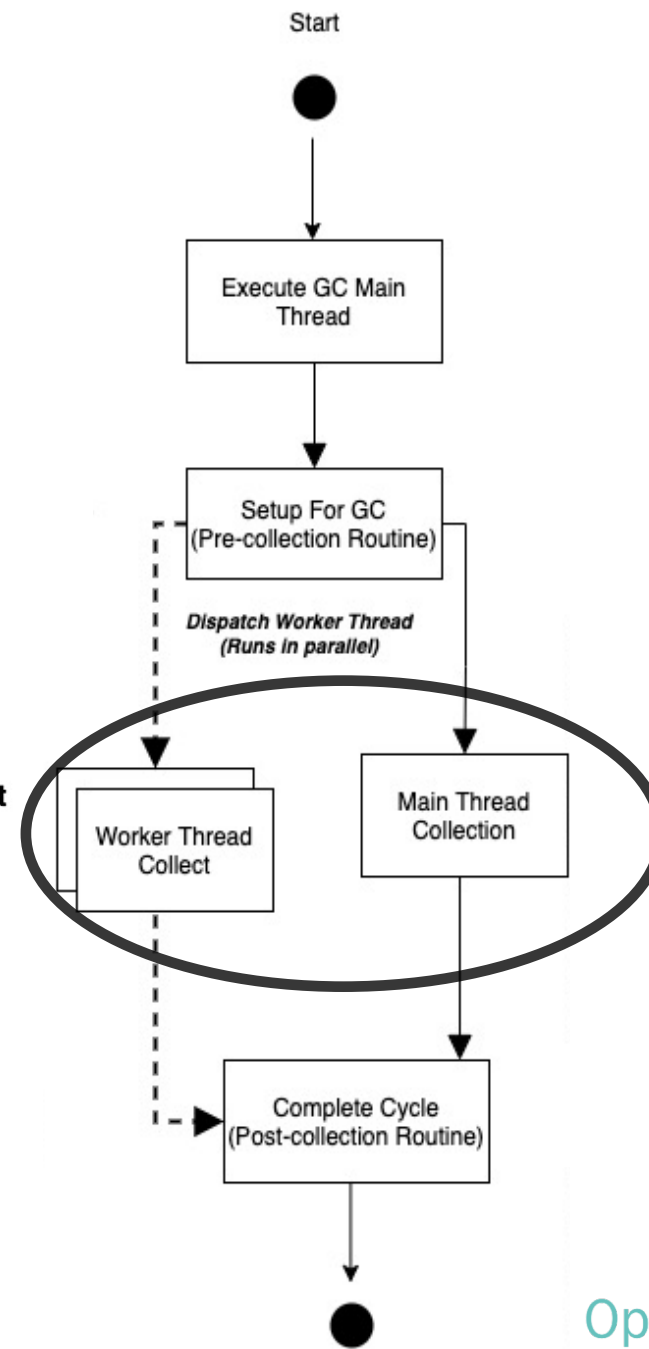 Start
Execute GC Main
Thread
Setup For GC
(Pre-collection Routine)
Dispatch Worker Thread
(Runs in parallel)
t
Worker Thread
Collect
Main Thread
Collection
Complete Cycle
(Post-collection Routine)
Op